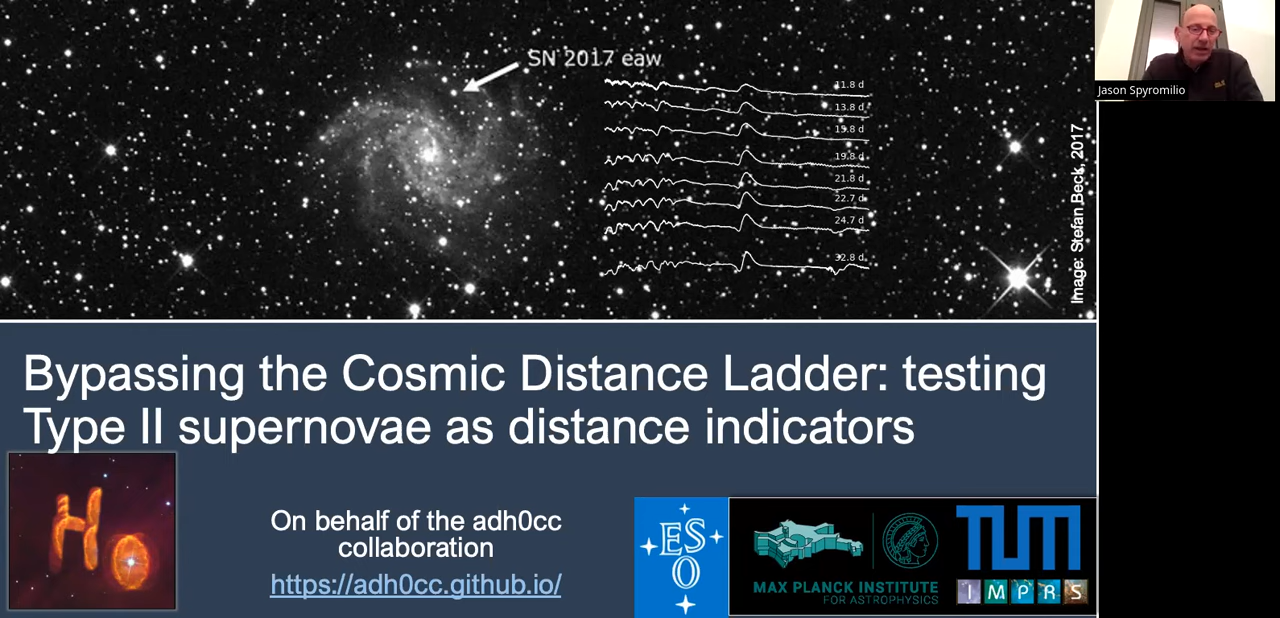 SN 2017 eaw
11.8 d
13.8 d
15.8 d
19.8 d
21.8 d
22.7 d
24.7 d
32.8 d
Image: Stefan Beck, 2017
Jason Spyromilio
Bypassing the Cosmic Distance Ladder: testing
Type II supernovae as distance indicators
H0
On behalf of the adh0cc
collaboration
https://adh0cc.github.io/
ES
O
MAX PLANCK INSTITUTE
FOR ASTROPHYSICS
TUM
IMPRS